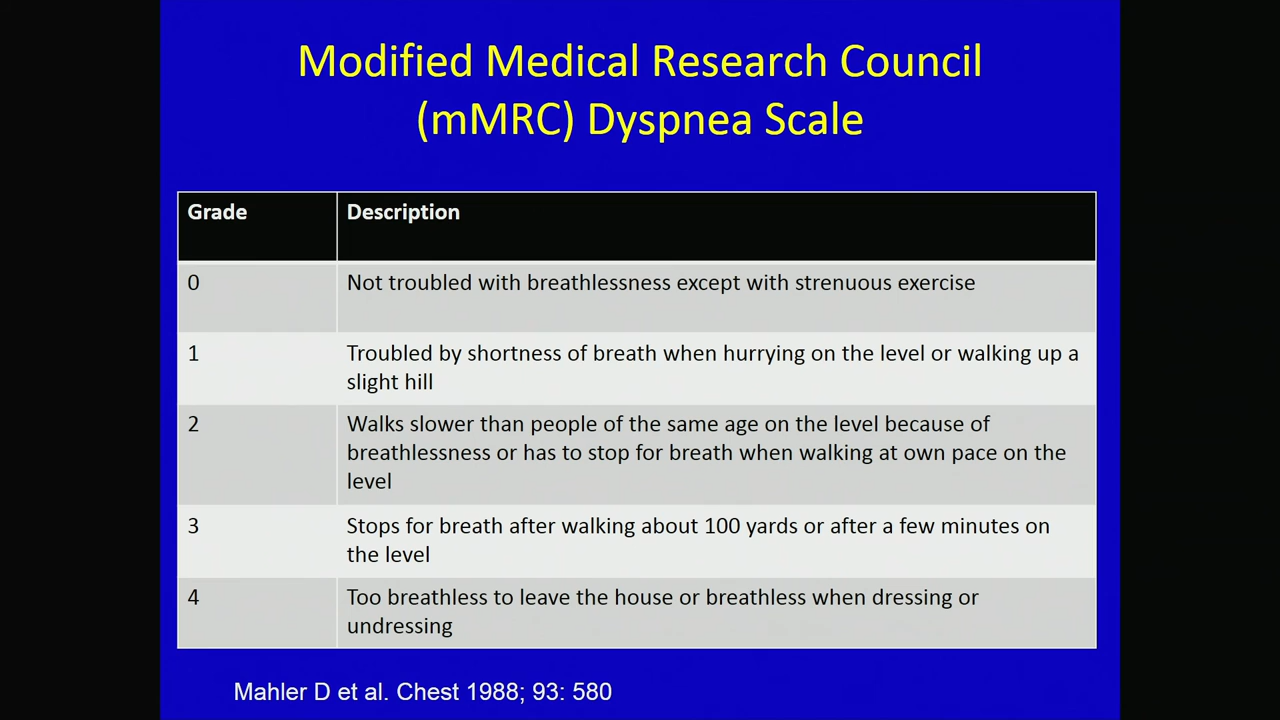 Modified Medical Research Council
(mMRC) Dyspnea Scale
Grade Description
0 Not troubled with breathlessness except with strenuous exercise
1 Troubled by shortness of breath when hurrying on the level or walking up a
slight hill
2 Walks slower than people of the same age on the level because of
breathlessness or has to stop for breath when walking at own pace on the
level
3 Stops for breath after walking about 100 yards or after a few minutes on
the level
4 Too breathless to leave the house or breathless when dressing or
undressing
Mahler D et al. Chest 1988; 93: 580